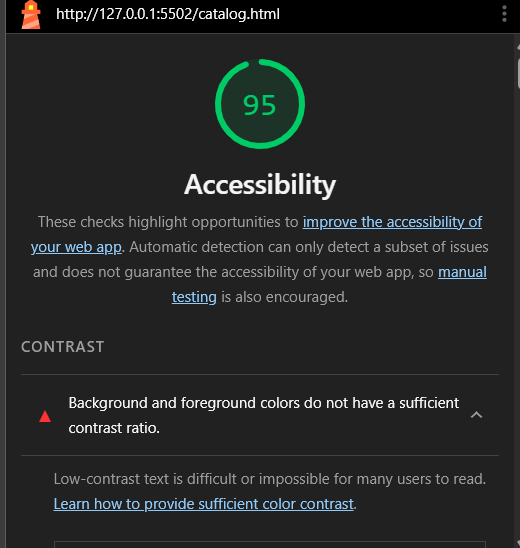 http://127.0.0.1:5502/catalog.html
95
Accessibility
These checks highlight opportunities to improve the accessibility of
your web app. Automatic detection can only detect a subset of issues
and does not guarantee the accessibility of your web app, so manual
testing is also encouraged.
CONTRAST
Background and foreground colors do not have a sufficient
contrast ratio.
Low-contrast text is difficult or impossible for many users to read.
Learn how to provide sufficient color contrast.